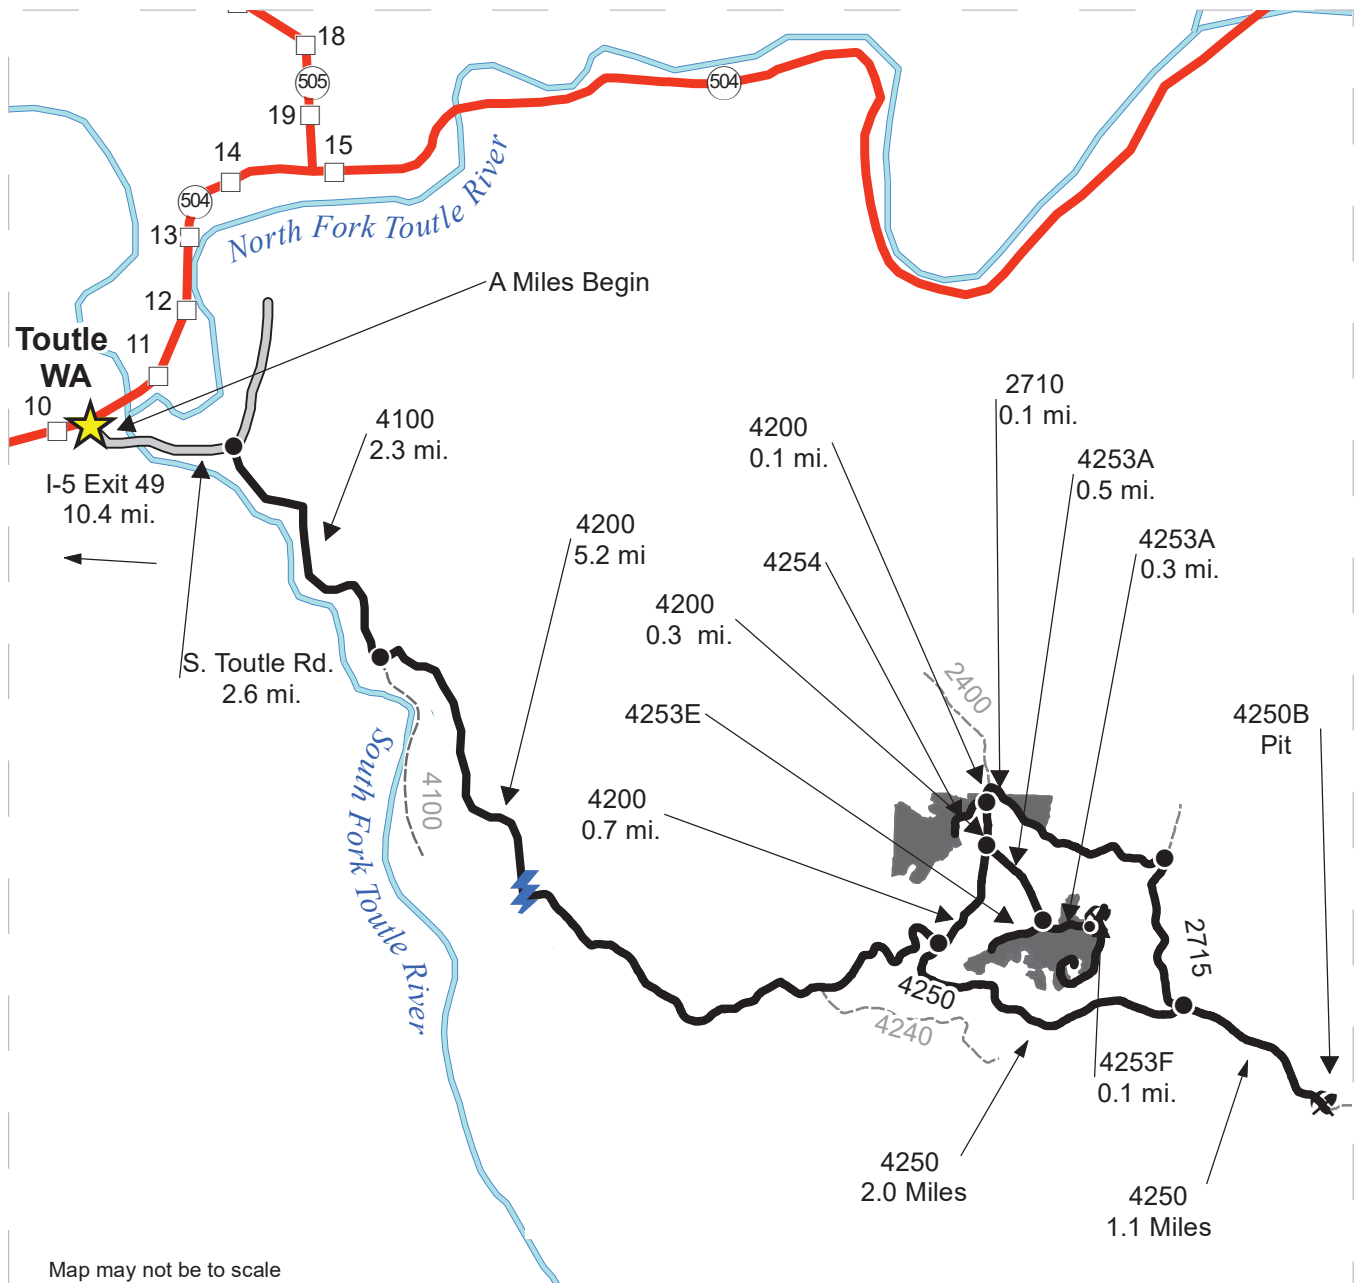 18
505
19
504
14
15
504
13
North Fork Toutle River
A Miles Begin
12
Toutle
WA
11
10
2710
0.1 mi.
4100
2.3 mi.
4200
0.1 mi.
4253A
0.5 mi.
I-5 Exit 49
10.4 mi.
4200
5.2 mi
4253A
0.3 mi.
4254
4200
0.3 mi.
S. Toutle Rd.
2.6 mi.
2400
4253E
4250B
Pit
South Fork Toutle River
4100
4200
0.7 mi.
2715
4250
4240
4253F
0.1 mi.
4250
2.0 Miles
4250
1.1 Miles
Map may not be to scale